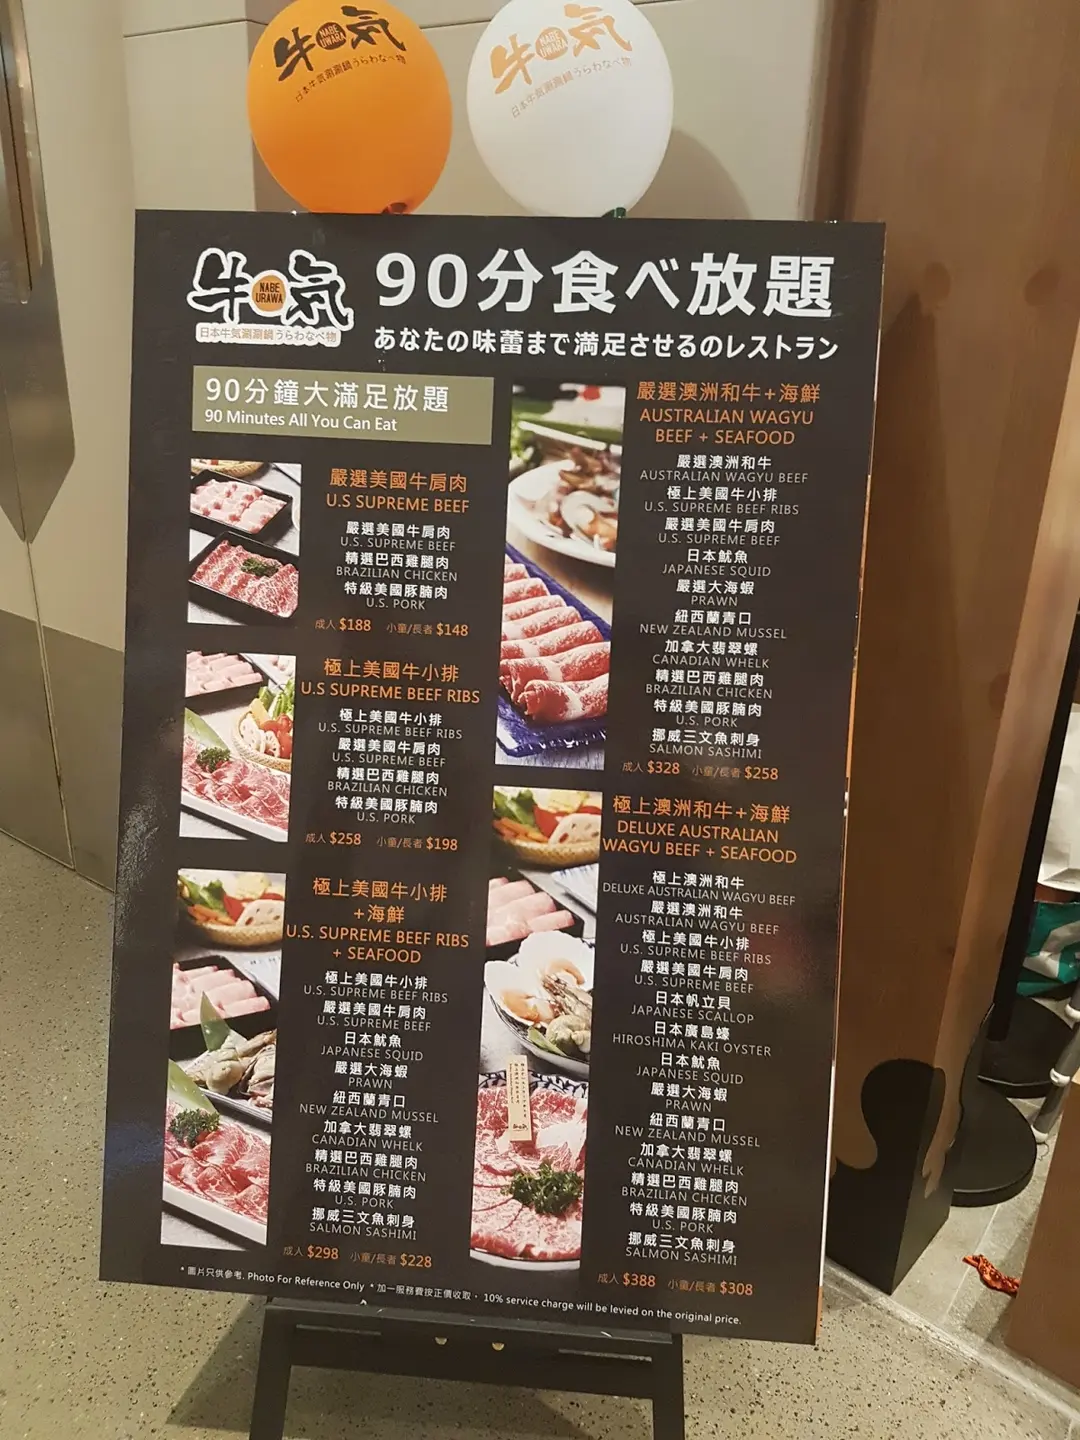 牛気
NABE
URAWA
日本牛気涮涮鍋うらわなべ物
牛気
NABE
URAWA
日本牛気涮涮鍋うらわなべ物
牛気
NABE
URAWA
日本牛気涮涮鍋うらわなべ物
90分食べ放題
あなたの味蕾まで満足させるのレストラン
90分鐘大滿足放題
90 Minutes All You Can Eat
嚴選美國牛肩肉
U.S SUPREME BEEF
嚴選美國牛肩肉
U.S. SUPREME BEEF
精選巴西雞腿肉
BRAZILIAN CHICKEN
特級美國豚腩肉
U.S. PORK
成人 $188 小童/長者 $148
極上美國牛小排
U.S SUPREME BEEF RIBS
極上美國牛小排
U.S. SUPREME BEEF RIBS
嚴選美國牛肩肉
U.S. SUPREME BEEF
精選巴西雞腿肉
BRAZILIAN CHICKEN
特級美國豚腩肉
U.S. PORK
成人 $258 小童/長者 $198
極上美國牛小排
+海鮮
U.S. SUPREME BEEF RIBS
+ SEAFOOD
極上美國牛小排
U.S. SUPREME BEEF RIBS
嚴選美國牛肩肉
U.S. SUPREME BEEF
日本魷魚
JAPANESE SQUID
嚴選大海蝦
PRAWN
紐西蘭青口
NEW ZEALAND MUSSEL
加拿大翡翠螺
CANADIAN WHELK
精選巴西雞腿肉
BRAZILIAN CHICKEN
特級美國豚腩肉
U.S. PORK
挪威三文魚刺身
SALMON SASHIMI
成人 $298 小童/長者 $228
嚴選澳洲和牛+海鮮
AUSTRALIAN WAGYU
BEEF + SEAFOOD
嚴選澳洲和牛
AUSTRALIAN WAGYU BEEF
極上美國牛小排
U.S. SUPREME BEEF RIBS
嚴選美國牛肩肉
U.S. SUPREME BEEF
日本魷魚
JAPANESE SQUID
嚴選大海蝦
PRAWN
紐西蘭青口
NEW ZEALAND MUSSEL
加拿大翡翠螺
CANADIAN WHELK
精選巴西雞腿肉
BRAZILIAN CHICKEN
特級美國豚腩肉
U.S. PORK
挪威三文魚刺身
SALMON SASHIMI
成人 $328 小童/長者 $258
極上澳洲和牛+海鮮
DELUXE AUSTRALIAN
WAGYU BEEF + SEAFOOD
極上澳洲和牛
DELUXE AUSTRALIAN WAGYU BEEF
嚴選澳洲和牛
AUSTRALIAN WAGYU BEEF
極上美國牛小排
U.S. SUPREME BEEF RIBS
嚴選美國牛肩肉
U.S. SUPREME BEEF
日本帆立貝
JAPANESE SCALLOP
日本廣島蠔
HIROSHIMA KAKI OYSTER
日本魷魚
JAPANESE SQUID
嚴選大海蝦
PRAWN
紐西蘭青口
NEW ZEALAND MUSSEL
加拿大翡翠螺
CANADIAN WHELK
精選巴西雞腿肉
BRAZILIAN CHICKEN
特級美國豚腩肉
U.S. PORK
挪威三文魚刺身
SALMON SASHIMI
成人 $388 小童/長者 $308
* 圖片只供參考. Photo For Reference Only * 加一服務費按正價收取。 10% service charge will be levied on the original price.